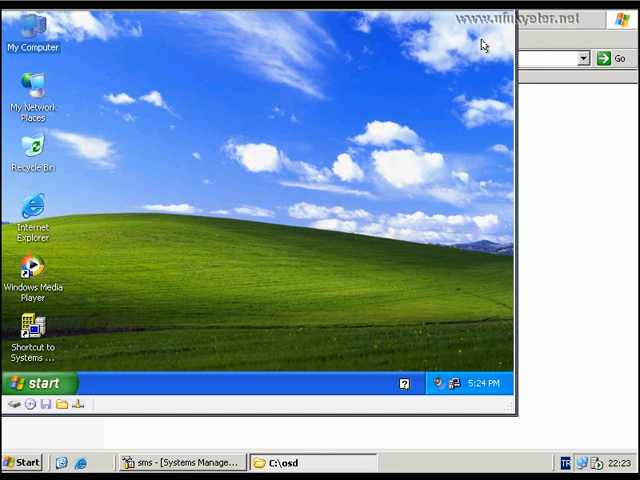 www.ufukyeter.net
My Computer
Go
My Network
Places
Recycle Bin
Internet
Explorer
Windows Media
Player
Shortcut to
Systems ...
start
5:24 PM
Start
sms - [Systems Manage...
C:\osd
TR
22:23